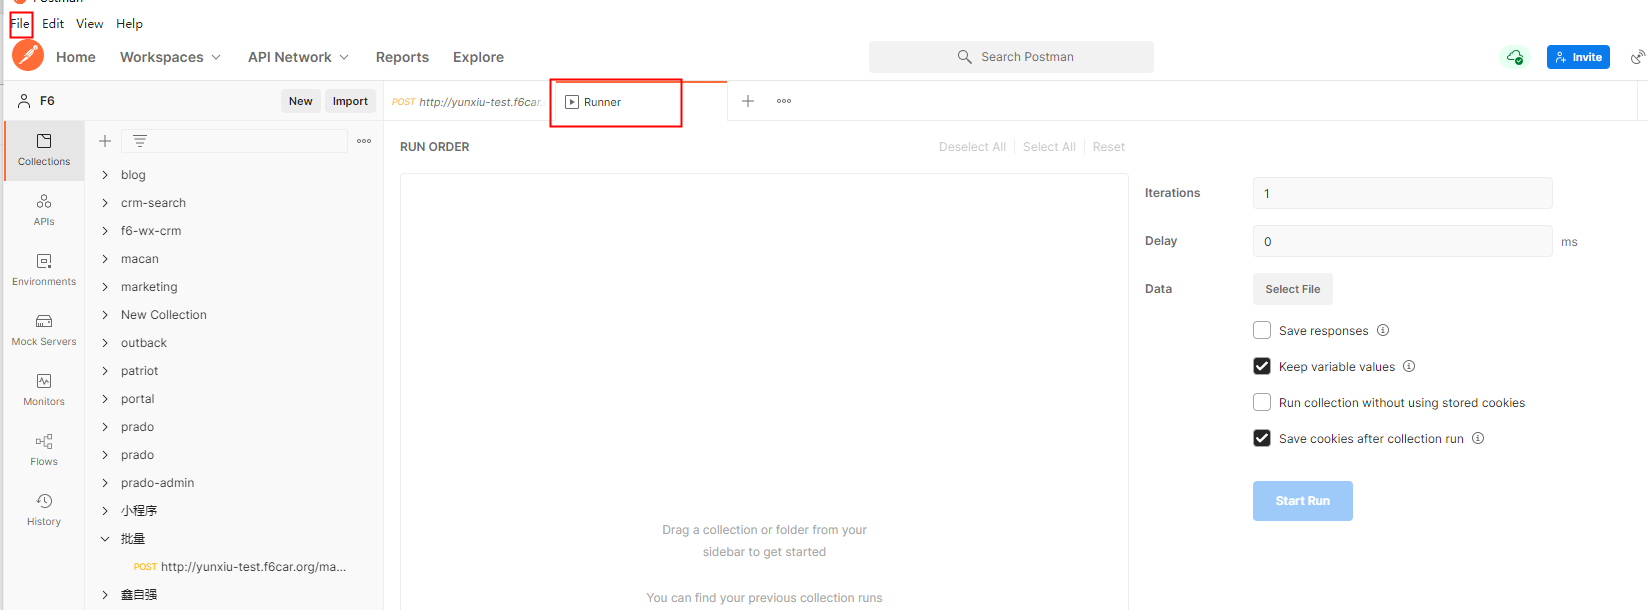 Postman
File Edit View Help
Home Workspaces API Network Reports Explore Search Postman Invite
F6 New Import POST http://yunxiu-test.f6car. Runner
Collections
APIs
Environments
Mock Servers
Monitors
Flows
History
blog
crm-search
f6-wx-crm
macan
marketing
New Collection
outback
patriot
portal
prado
prado
prado-admin
小程序
批量
POST http://yunxiu-test.f6car.org/ma...
鑫自强
RUN ORDER Deselect All Select All Reset
Drag a collection or folder from your
sidebar to get started
You can find your previous collection runs
Iterations 1
Delay 0 ms
Data Select File
Save responses
Keep variable values
Run collection without using stored cookies
Save cookies after collection run
Start Run